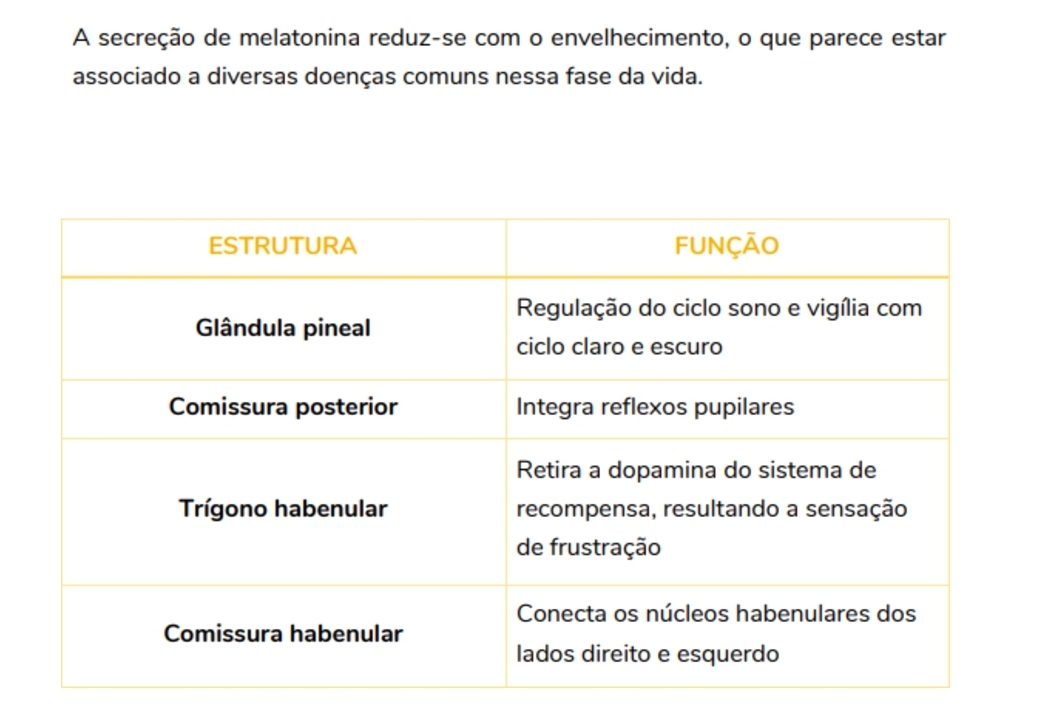 A secreção de melatonina reduz-se com o envelhecimento, o que parece estar
associado a diversas doenças comuns nessa fase da vida.
ESTRUTURA
FUNÇÃO
Glândula pineal
Regulação do ciclo sono e vigília com
ciclo claro e escuro
Comissura posterior
Integra reflexos pupilares
Trígono habenular
Retira a dopamina do sistema de
recompensa, resultando a sensação
de frustração
Comissura habenular
Conecta os núcleos habenulares dos
lados direito e esquerdo